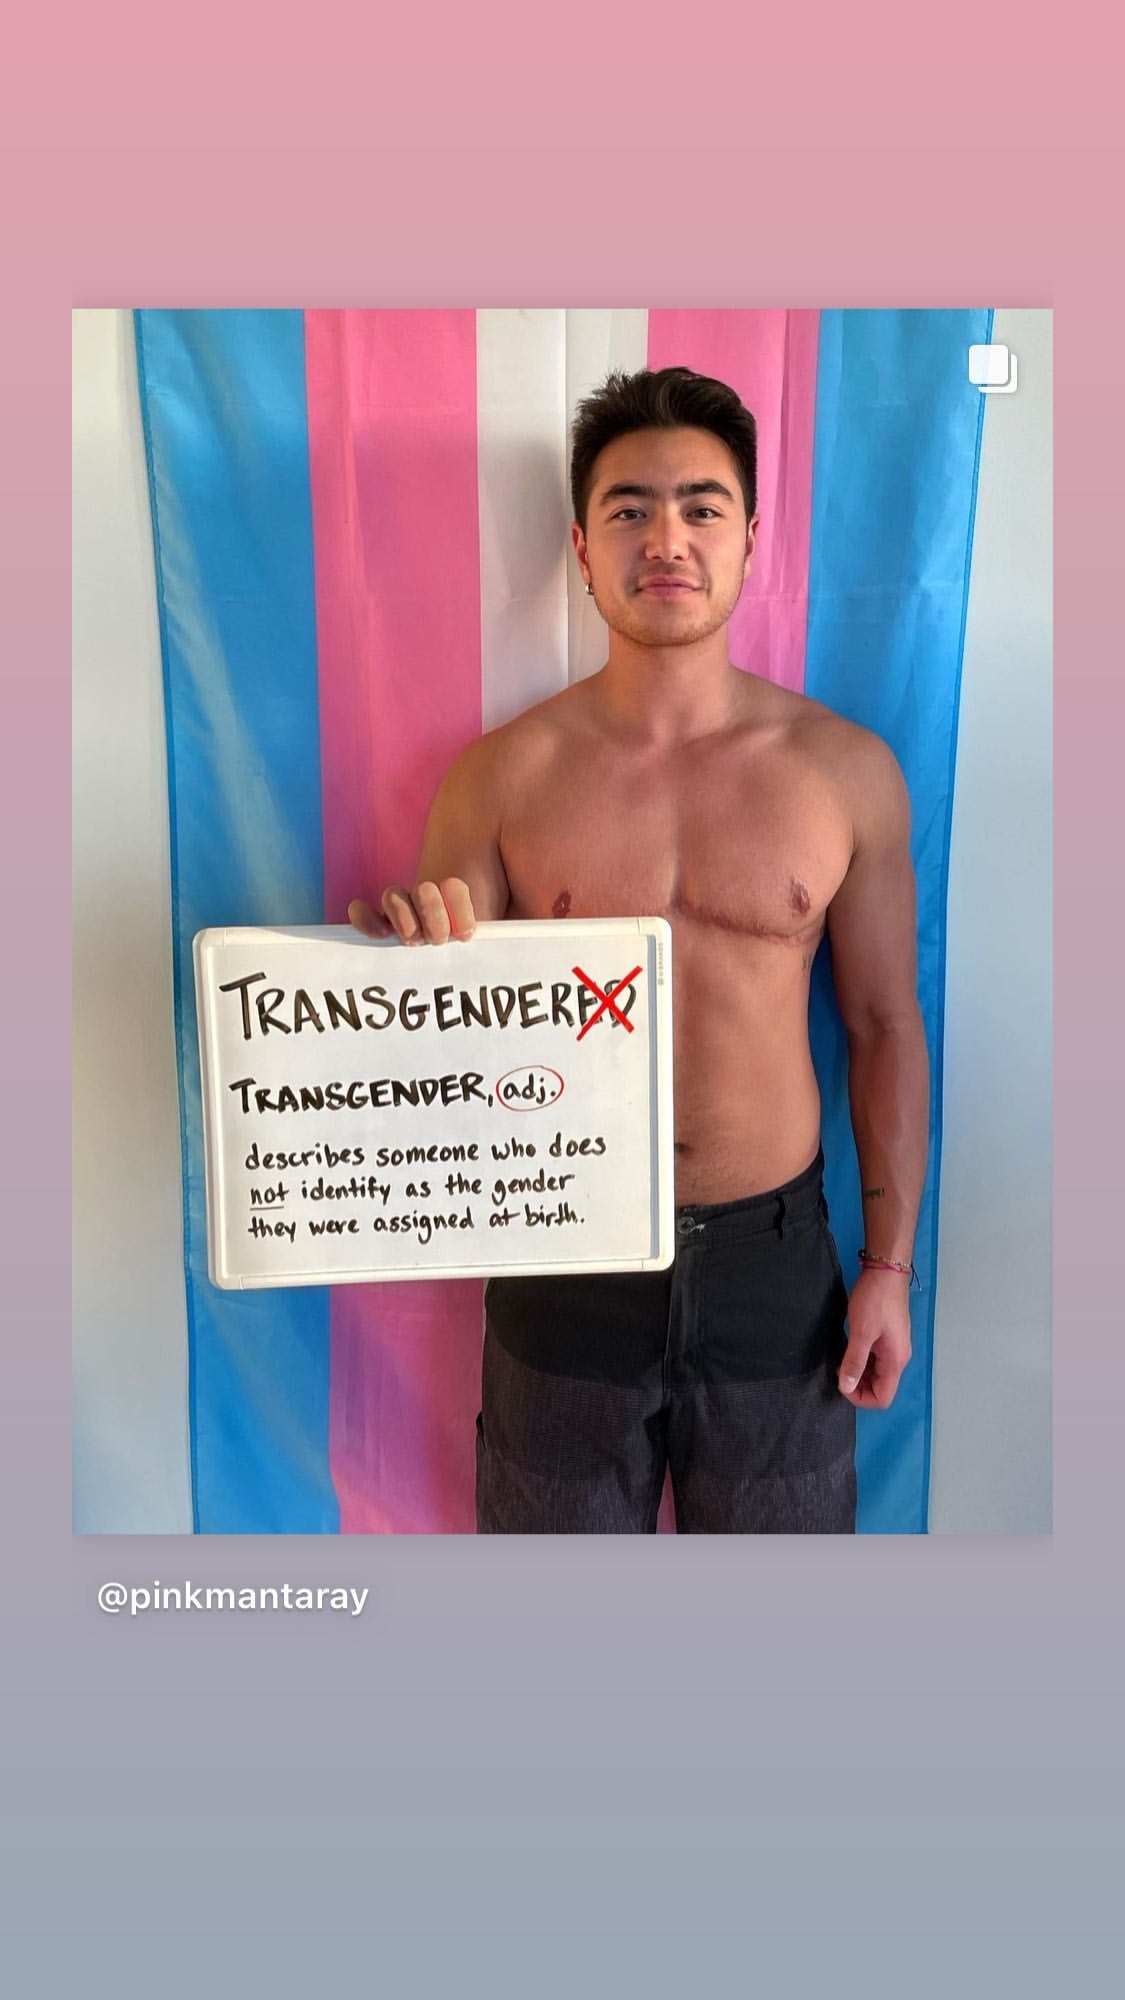 TRANSGENDERED
TRANSGENDER, adj.
describes someone who does
not identify as the gender
they were assigned at birth.
@pinkmantaray